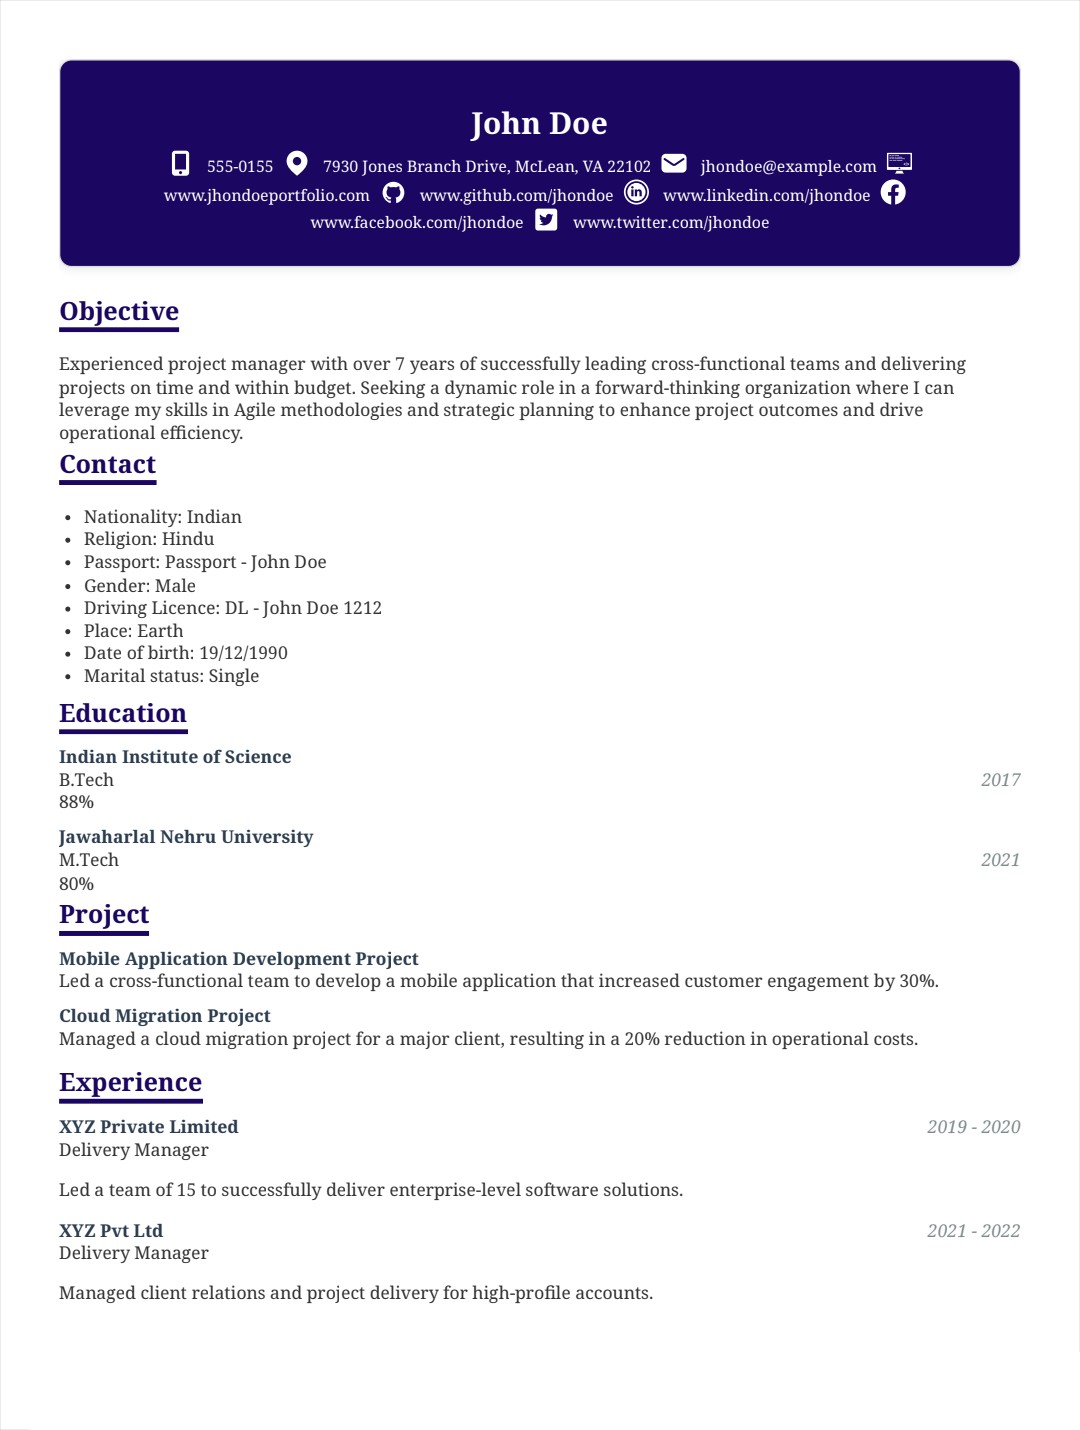 John Doe
555-0155 7930 Jones Branch Drive, McLean, VA 22102 jhondoe@example.com
www.jhondoeportfolio.com www.github.com/jhondoe www.linkedin.com/jhondoe
www.facebook.com/jhondoe www.twitter.com/jhondoe
Objective
Experienced project manager with over 7 years of successfully leading cross-functional teams and delivering
projects on time and within budget. Seeking a dynamic role in a forward-thinking organization where I can
leverage my skills in Agile methodologies and strategic planning to enhance project outcomes and drive
operational efficiency.
Contact
• Nationality: Indian
• Religion: Hindu
• Passport: Passport - John Doe
• Gender: Male
• Driving Licence: DL - John Doe 1212
• Place: Earth
• Date of birth: 19/12/1990
• Marital status: Single
Education
Indian Institute of Science
B.Tech 2017
88%
Jawaharlal Nehru University
M.Tech 2021
80%
Project
Mobile Application Development Project
Led a cross-functional team to develop a mobile application that increased customer engagement by 30%.
Cloud Migration Project
Managed a cloud migration project for a major client, resulting in a 20% reduction in operational costs.
Experience
XYZ Private Limited 2019 - 2020
Delivery Manager
Led a team of 15 to successfully deliver enterprise-level software solutions.
XYZ Pvt Ltd 2021 - 2022
Delivery Manager
Managed client relations and project delivery for high-profile accounts.